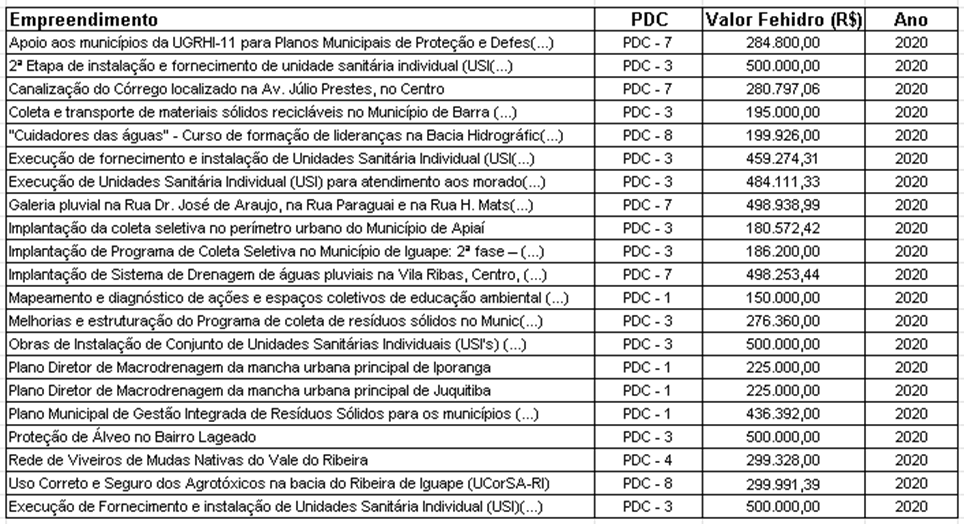 Empreendimento PDC Valor Fehidro (R$) Ano
Apoio aos municípios da UGRHI-11 para Planos Municipais de Proteção e Defes(...) PDC - 7 284.800,00 2020
2ª Etapa de instalação e fornecimento de unidade sanitária individual (USI(...) PDC - 3 500.000,00 2020
Canalização do Córrego localizado na Av. Júlio Prestes, no Centro PDC - 7 280.797,06 2020
Coleta e transporte de materiais sólidos recicláveis no Município de Barra (...) PDC - 3 195.000,00 2020
"Cuidadores das águas" - Curso de formação de lideranças na Bacia Hidrográfic(...) PDC - 8 199.926,00 2020
Execução de fornecimento e instalação de Unidades Sanitária Individual (USI(...) PDC - 3 459.274,31 2020
Execução de Unidades Sanitária Individual (USI) para atendimento aos morado(...) PDC - 3 484.111,33 2020
Galeria pluvial na Rua Dr. José de Araujo, na Rua Paraguai e na Rua H. Mats(...) PDC - 7 498.938,99 2020
Implantação da coleta seletiva no perímetro urbano do Município de Apiaí PDC - 3 180.572,42 2020
Implantação de Programa de Coleta Seletiva no Município de Iguape: 2ª fase – (...) PDC - 3 186.200,00 2020
Implantação de Sistema de Drenagem de águas pluviais na Vila Ribas, Centro, (...) PDC - 7 498.253,44 2020
Mapeamento e diagnóstico de ações e espaços coletivos de educação ambiental (...) PDC - 1 150.000,00 2020
Melhorias e estruturação do Programa de coleta de resíduos sólidos no Munic(...) PDC - 3 276.360,00 2020
Obras de Instalação de Conjunto de Unidades Sanitárias Individuais (USI's) (...) PDC - 3 500.000,00 2020
Plano Diretor de Macrodrenagem da mancha urbana principal de Iporanga PDC - 1 225.000,00 2020
Plano Diretor de Macrodrenagem da mancha urbana principal de Juquitiba PDC - 1 225.000,00 2020
Plano Municipal de Gestão Integrada de Resíduos Sólidos para os municípios (...) PDC - 1 436.392,00 2020
Proteção de Álveo no Bairro Lageado PDC - 3 500.000,00 2020
Rede de Viveiros de Mudas Nativas do Vale do Ribeira PDC - 4 299.328,00 2020
Uso Correto e Seguro dos Agrotóxicos na bacia do Ribeira de Iguape (UCorSA-RI) PDC - 8 299.991,39 2020
Execução de Fornecimento e instalação de Unidades Sanitária Individual (USI)(...) PDC - 3 500.000,00 2020